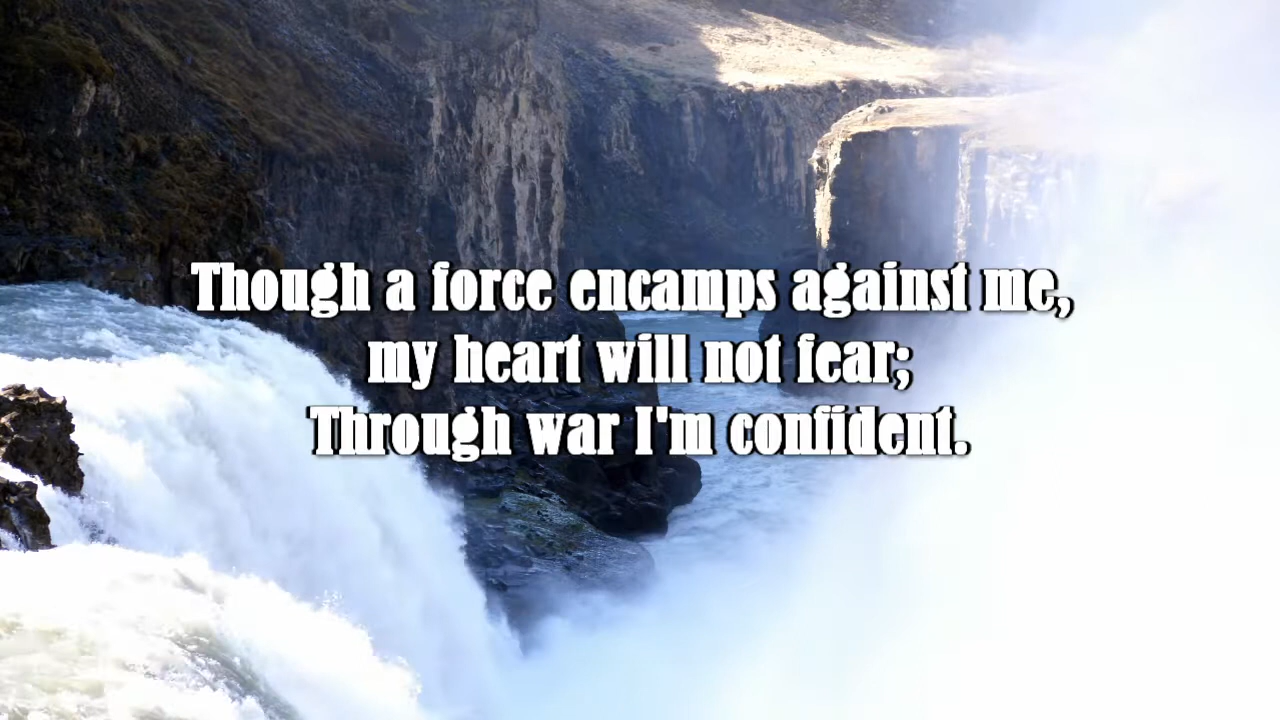 Though a force encamps against me,
my heart will not fear;
Through war I'm confident.